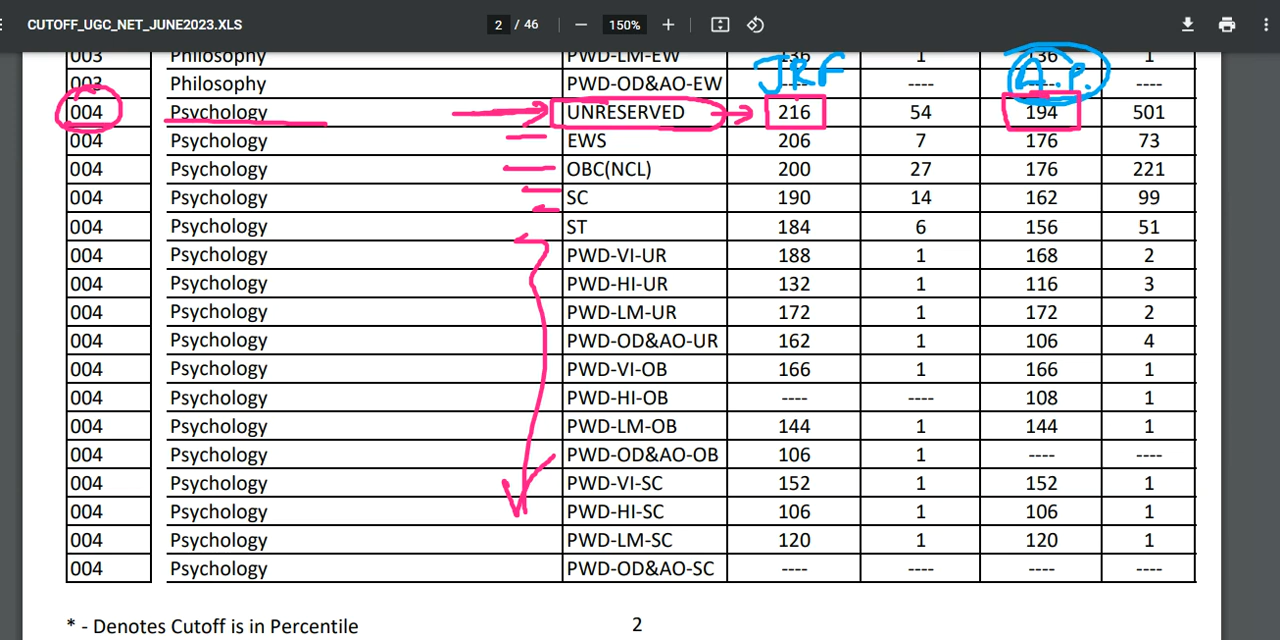 CUTOFF_UGC_NET_JUNE2023.XLS 2 / 46 150%
003 Philosophy PWD-LM-EW 136 1 136 1
003 Philosophy PWD-OD&AO-EW ---- ---- ---- ----
JRF A.P.
004 Psychology UNRESERVED 216 54 194 501
004 Psychology EWS 206 7 176 73
004 Psychology OBC(NCL) 200 27 176 221
004 Psychology SC 190 14 162 99
004 Psychology ST 184 6 156 51
004 Psychology PWD-VI-UR 188 1 168 2
004 Psychology PWD-HI-UR 132 1 116 3
004 Psychology PWD-LM-UR 172 1 172 2
004 Psychology PWD-OD&AO-UR 162 1 106 4
004 Psychology PWD-VI-OB 166 1 166 1
004 Psychology PWD-HI-OB ---- ---- 108 1
004 Psychology PWD-LM-OB 144 1 144 1
004 Psychology PWD-OD&AO-OB 106 1 ---- ----
004 Psychology PWD-VI-SC 152 1 152 1
004 Psychology PWD-HI-SC 106 1 106 1
004 Psychology PWD-LM-SC 120 1 120 1
004 Psychology PWD-OD&AO-SC ---- ---- ---- ----
* - Denotes Cutoff is in Percentile 2